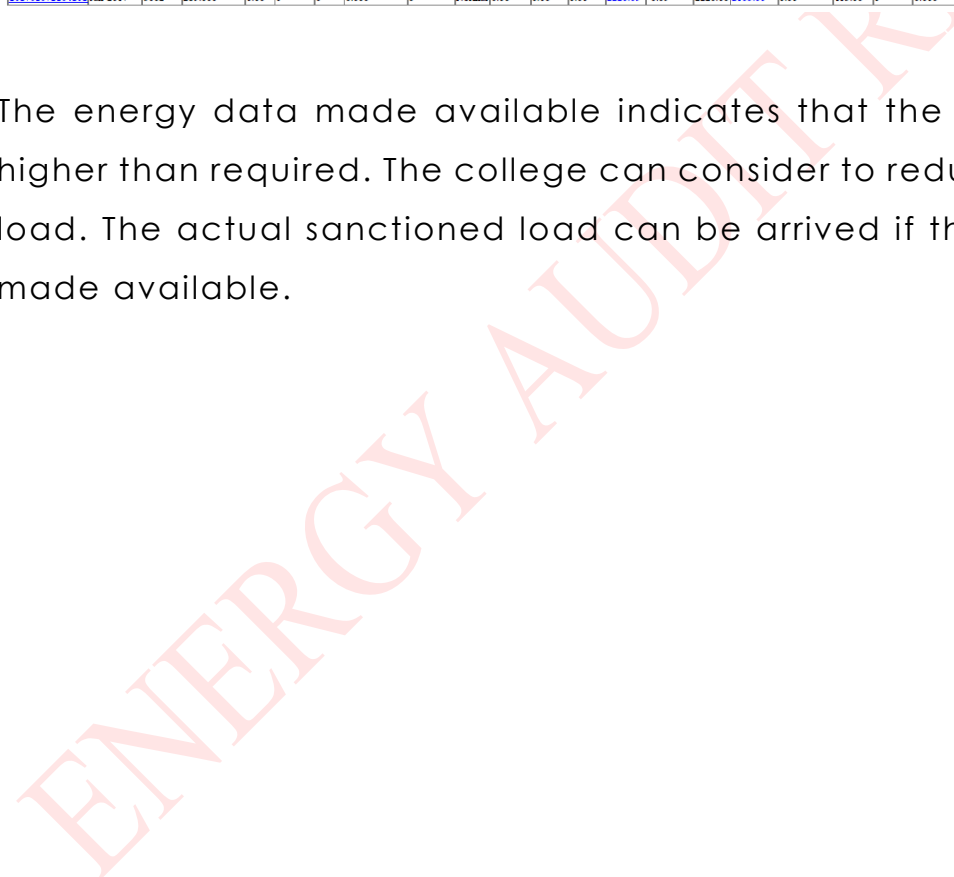 The energy data made available indicates that the
higher than required. The college can consider to redu
load. The actual sanctioned load can be arrived if th
made available.
ENERGY AUDIT R